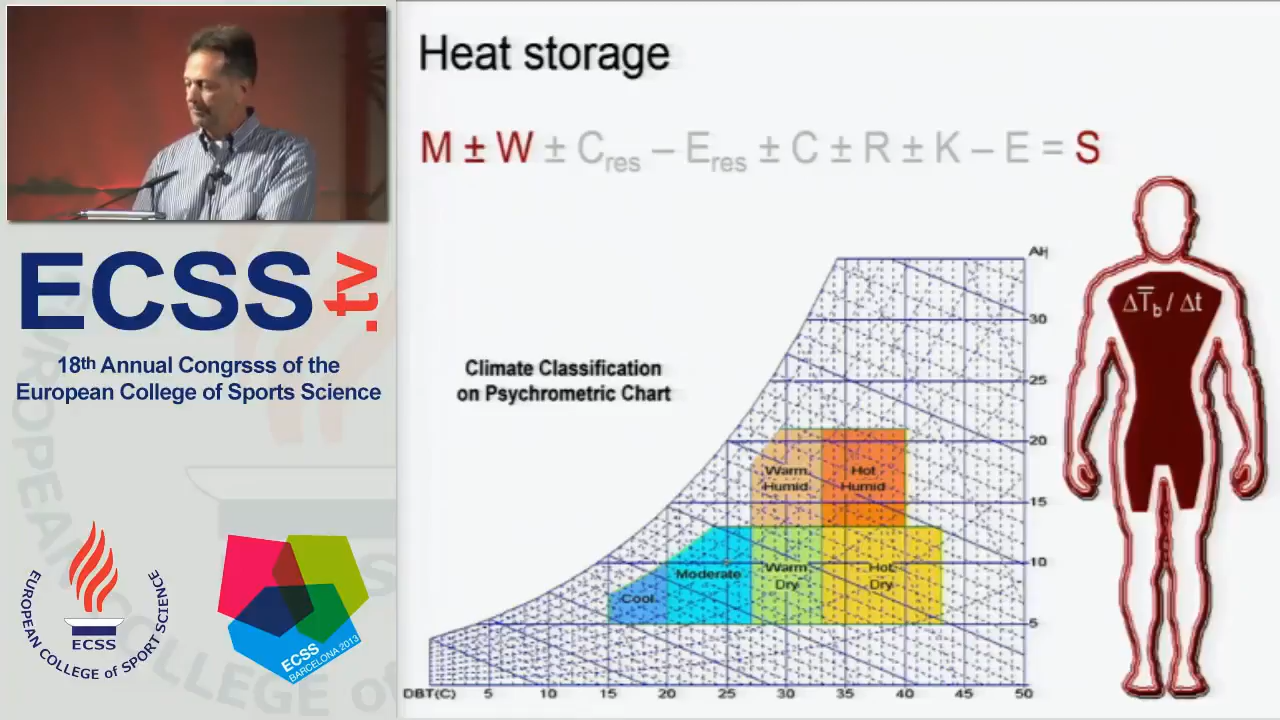 Heat storage
M ± W ± Cres − Eres ± C ± R ± K − E = S
ECSS.tv
18th Annual Congrsss of the
European College of Sports Science
EUROPEAN COLLEGE of SPORT SCIENCE
ECSS
ECSS
BARCELONA 2013
Climate Classification
on Psychrometric Chart
AH
30
25
20
15
10
5
Warm
Humid
Hot
Humid
Cool
Moderate
Warm
Dry
Hot
Dry
DBT(C) 5 10 15 20 25 30 35 40 45 50
ΔT̅b / Δt